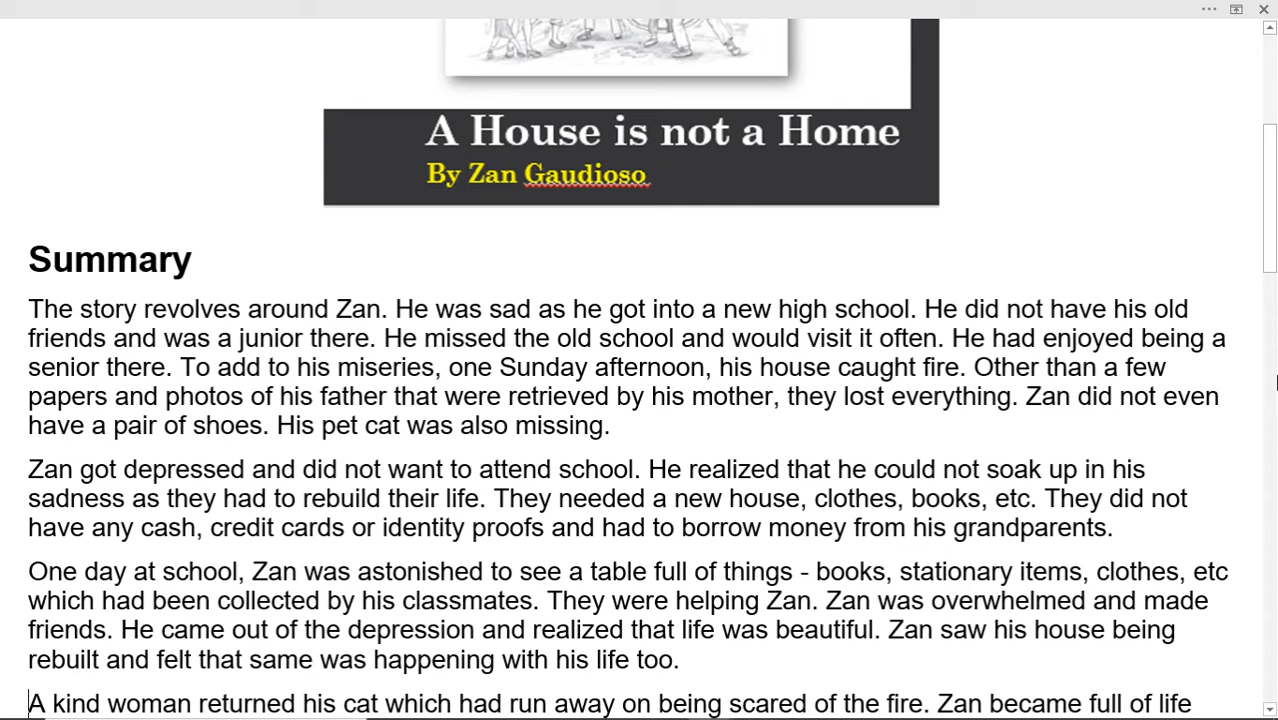 A House is not a Home
By Zan Gaudioso
Summary
The story revolves around Zan. He was sad as he got into a new high school. He did not have his old
friends and was a junior there. He missed the old school and would visit it often. He had enjoyed being a
senior there. To add to his miseries, one Sunday afternoon, his house caught fire. Other than a few
papers and photos of his father that were retrieved by his mother, they lost everything. Zan did not even
have a pair of shoes. His pet cat was also missing.
Zan got depressed and did not want to attend school. He realized that he could not soak up in his
sadness as they had to rebuild their life. They needed a new house, clothes, books, etc. They did not
have any cash, credit cards or identity proofs and had to borrow money from his grandparents.
One day at school, Zan was astonished to see a table full of things - books, stationary items, clothes, etc
which had been collected by his classmates. They were helping Zan. Zan was overwhelmed and made
friends. He came out of the depression and realized that life was beautiful. Zan saw his house being
rebuilt and felt that same was happening with his life too.
A kind woman returned his cat which had run away on being scared of the fire. Zan became full of life